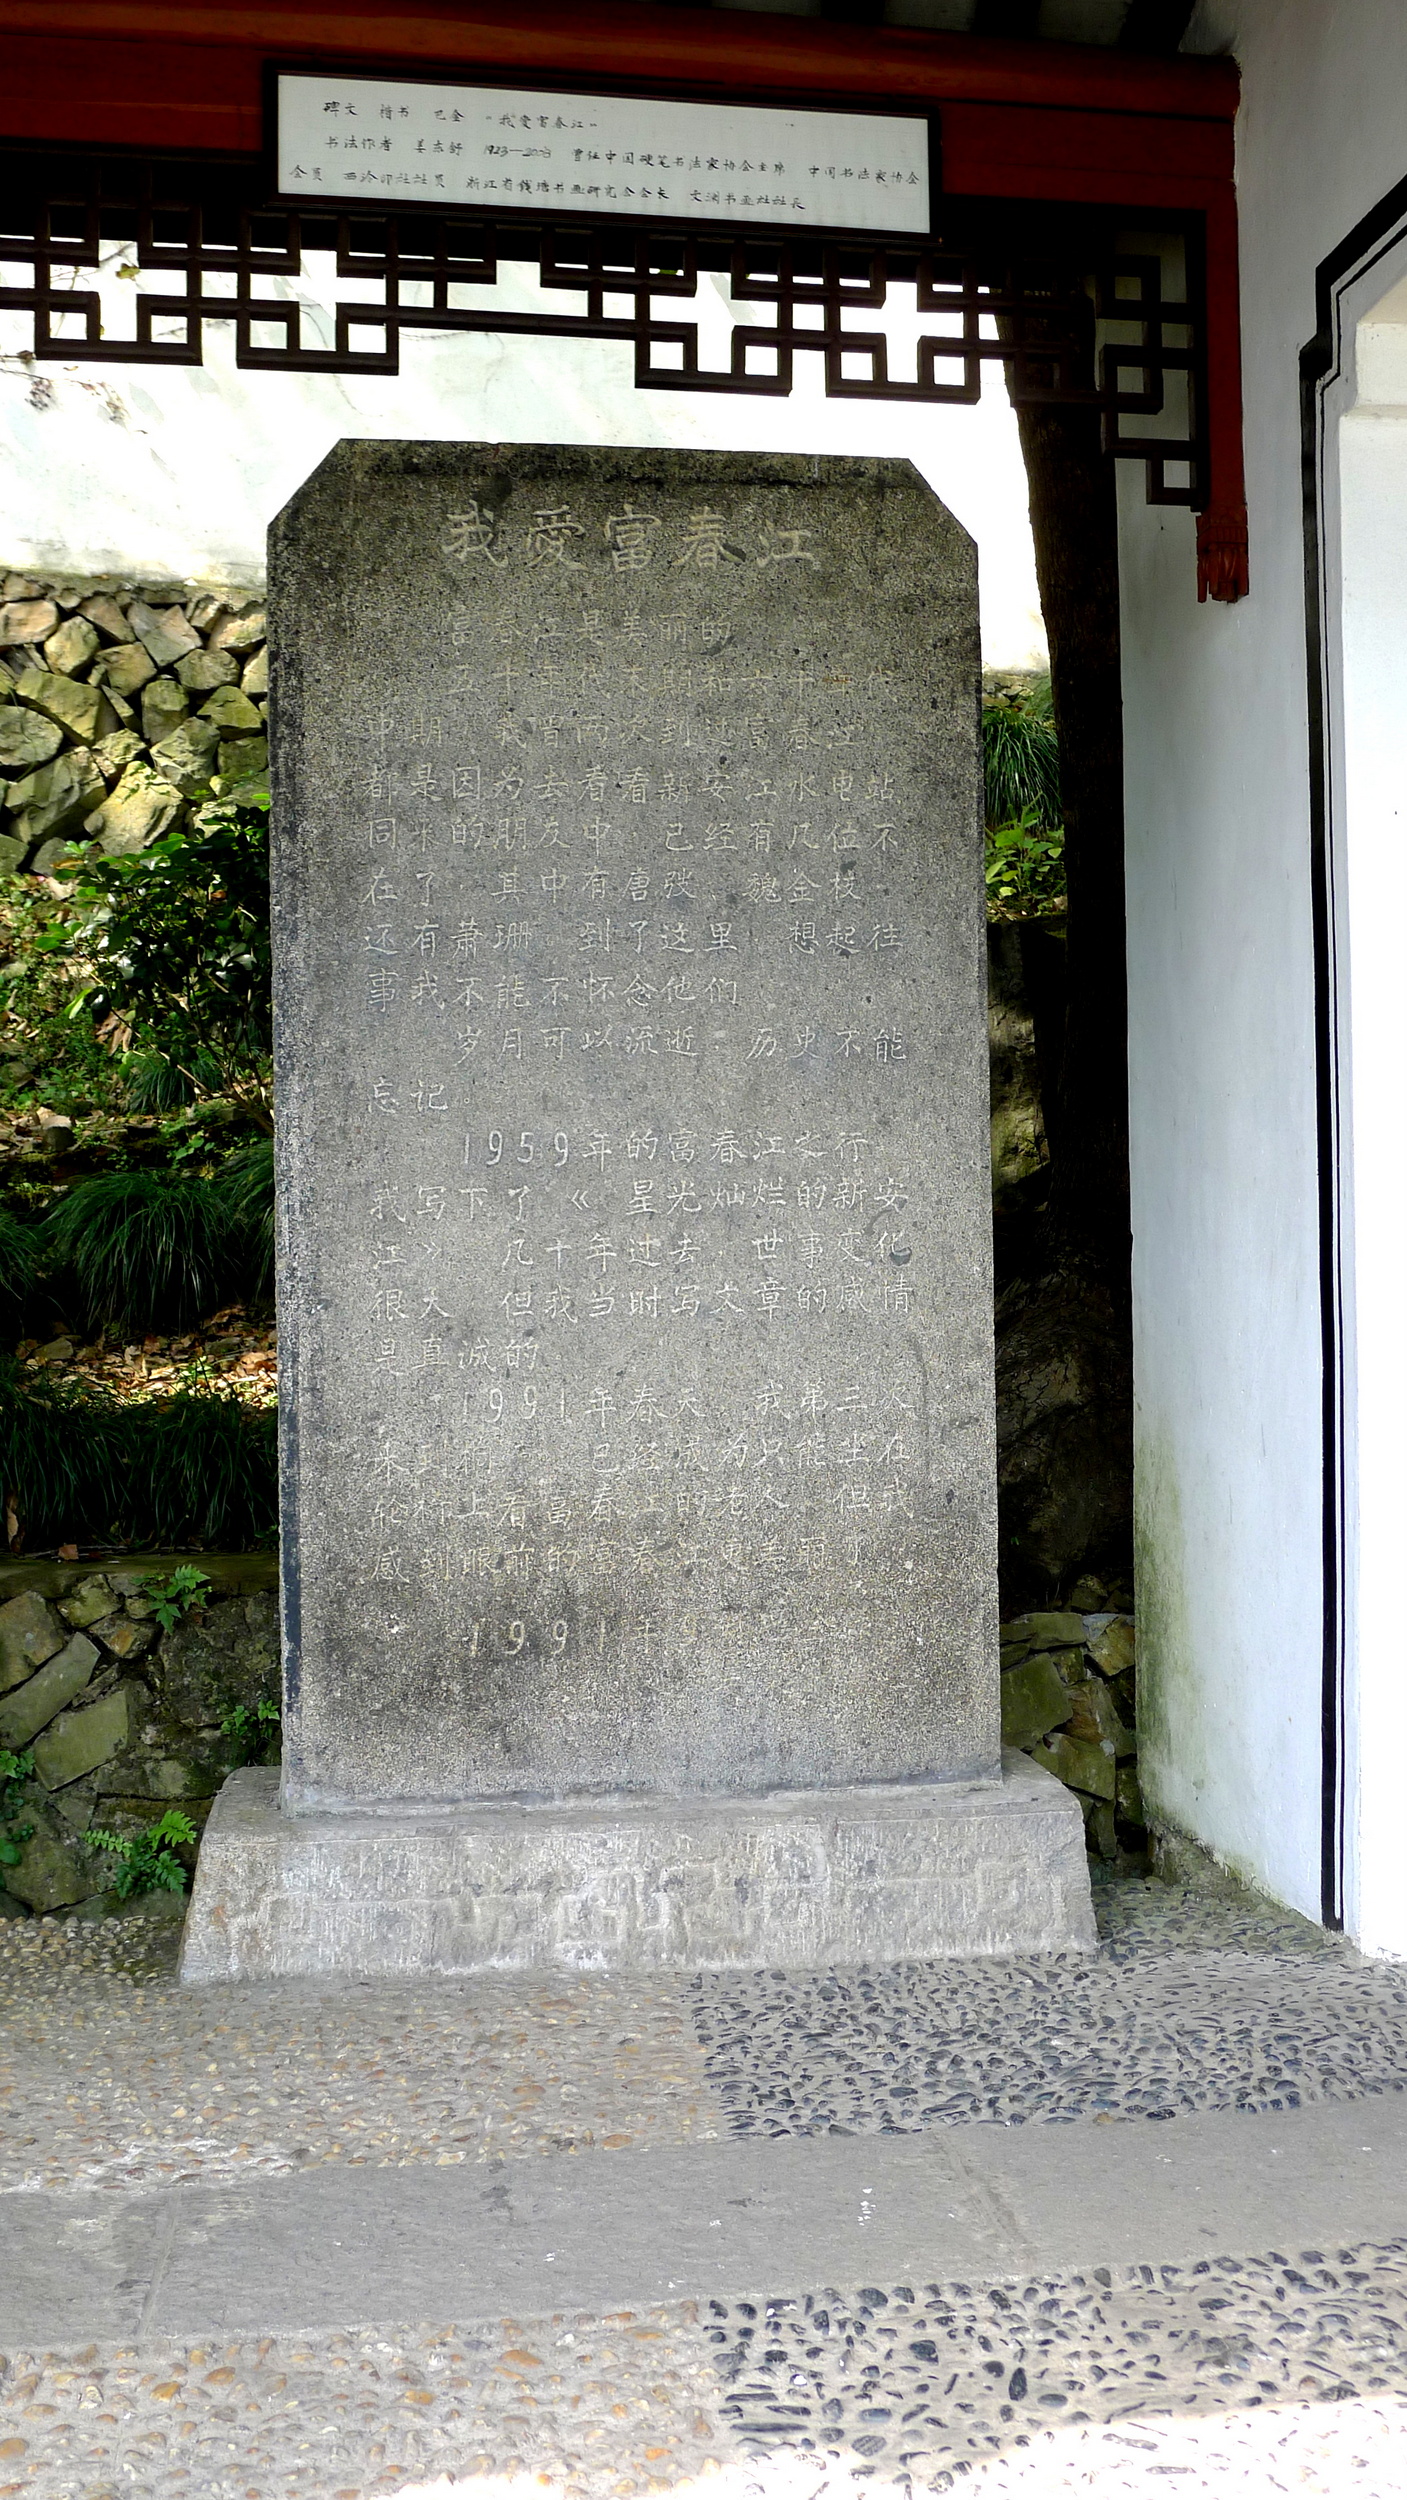 碑文 楷书 巴金 “我爱富春江”
书法作者 姜东舒 1923—2008 曾任中国硬笔书法家协会主席 中国书法家协会
会员 西泠印社社员 浙江省钱塘书画研究会会长 文澜书画社社长
我爱富春江
富春江是美丽的
五十年代末期和六十年代
中期 我曾两次到过富春江
都是因为去看看新安江水电站
同来的朋友中 已经有几位不
在了 其中有唐弢、魏金枝
还有萧珊 到了这里 想起往
事 我不能不怀念他们
岁月可以流逝 历史不能
忘记
1959年的富春江之行
我写下了《星光灿烂的新安
江》 几十年过去 世事变化
很大 但我当时写文章的感情
是真诚的
1991年春天 我第三次
来到桐 已经成为只能坐在
轮椅上看富春江的老人 但我
感到眼前的富春江更美丽了
1991年9月